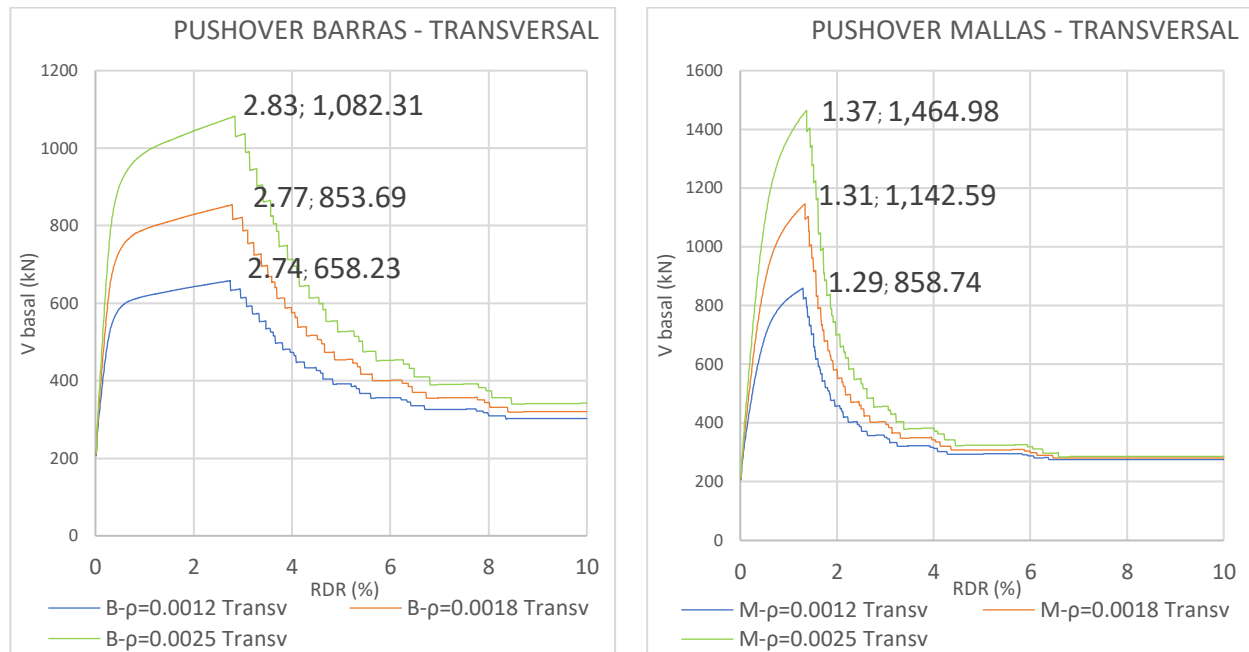 PUSHOVER BARRAS - TRANSVERSAL
1200
1000
800
600
400
200
0
V basal (kN)
2.83; 1,082.31
2.77; 853.69
2.74; 658.23
0 2 4 6 8 10
RDR (%)
B-ρ=0.0012 Transv B-ρ=0.0018 Transv
B-ρ=0.0025 Transv
PUSHOVER MALLAS - TRANSVERSAL
1600
1400
1200
1000
800
600
400
200
0
V basal (kN)
1.37; 1,464.98
1.31; 1,142.59
1.29; 858.74
0 2 4 6 8 10
RDR (%)
M-ρ=0.0012 Transv M-ρ=0.0018 Transv
M-ρ=0.0025 Transv